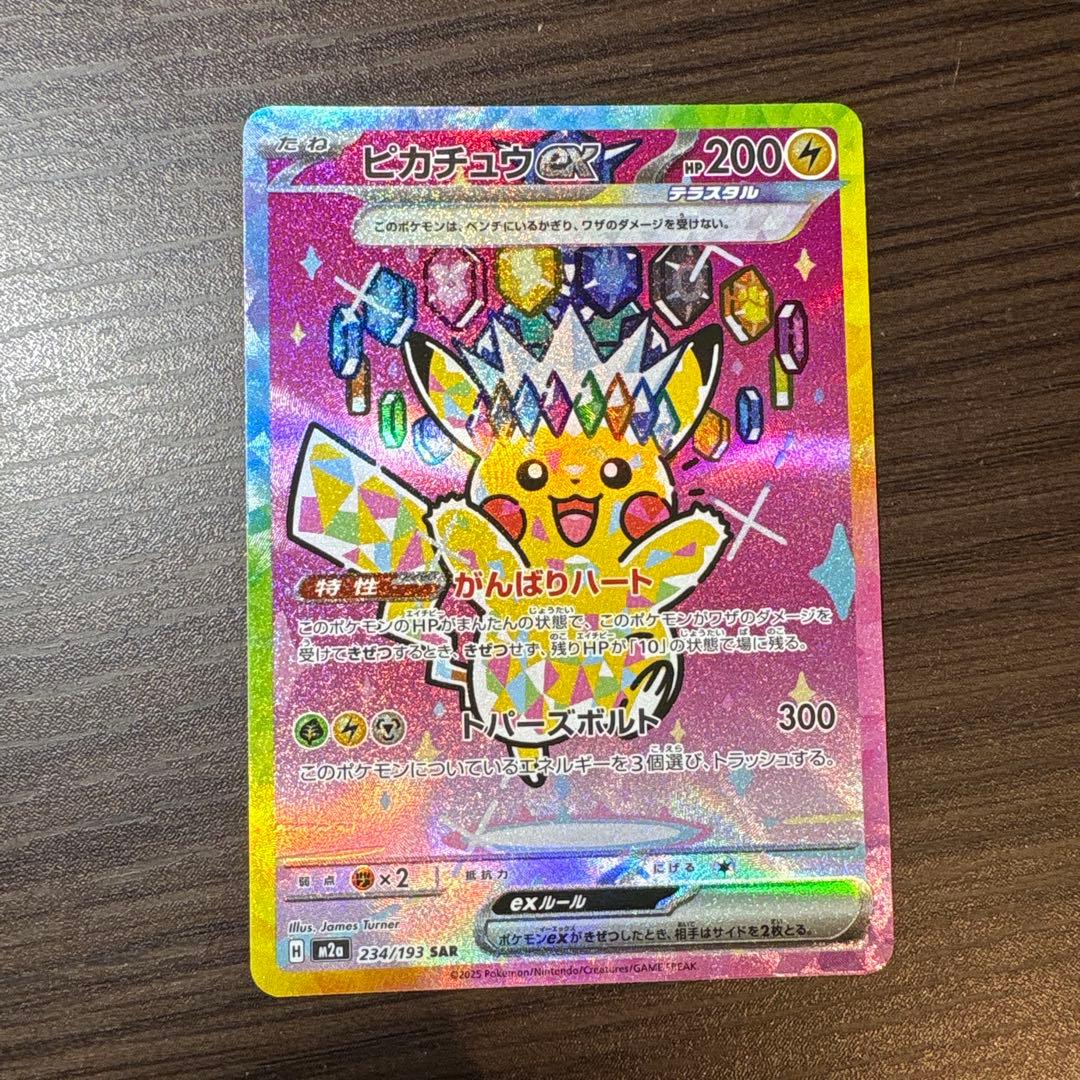 たね ピカチュウex HP200
テラスタル
このポケモンは、ベンチにいるかぎり、ワザのダメージを受けない。
特性 がんばりハート
このポケモンのHPがまんたんの状態で、このポケモンがワザのダメージを
受けてきぜつするとき、きぜつせず、残りHPが「10」の状態で場に残る。
トパーズボルト 300
このポケモンについているエネルギーを3個選び、トラッシュする。
弱点 ×2 抵抗力 にげる
exルール
ポケモンexがきぜつしたとき、相手はサイドを2枚とる。
Illus. James Turner
H m2a 234/193 SAR
©2025 Pokémon/Nintendo/Creatures/GAME FREAK.